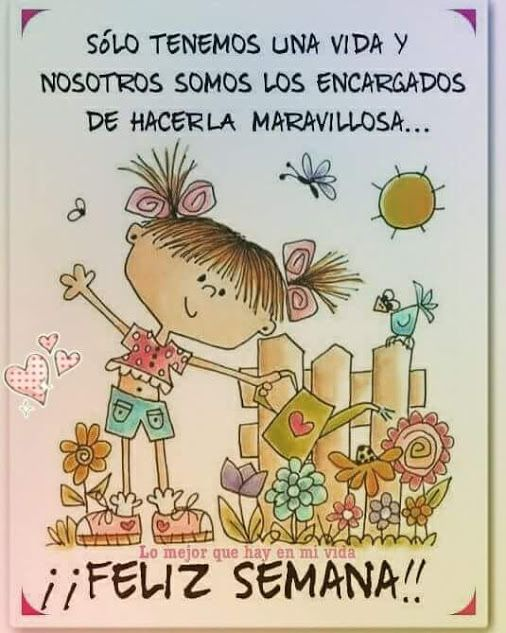 SÓLO TENEMOS UNA VIDA Y
NOSOTROS SOMOS LOS ENCARGADOS
DE HACERLA MARAVILLOSA...
Lo mejor que hay en mi vida
¡¡FELIZ SEMANA!!